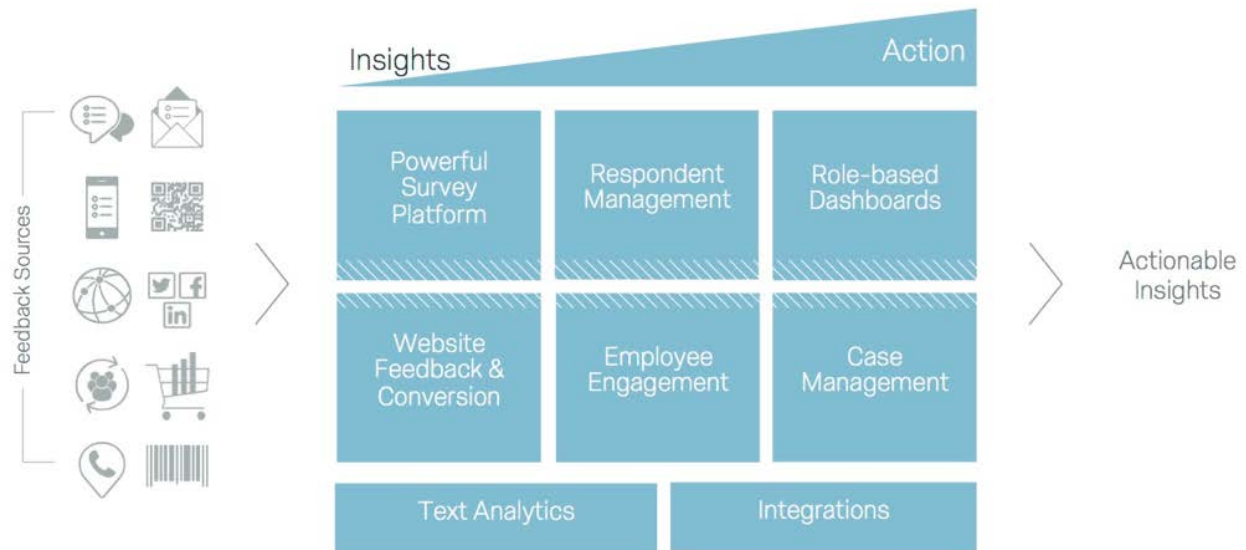 Insights
Action
Feedback Sources
Powerful
Survey
Platform
Respondent
Management
Role-based
Dashboards
Website
Feedback &
Conversion
Employee
Engagement
Case
Management
Text Analytics
Integrations
Actionable
Insights
in